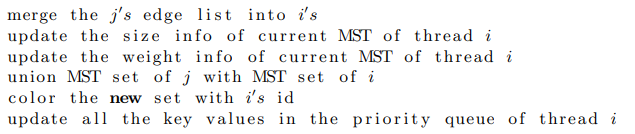 merge the j's edge list into i's
update the size info of current MST of thread i
update the weight info of current MST of thread i
union MST set of j with MST set of i
color the new set with i's id
update all the key values in the priority queue of thread i